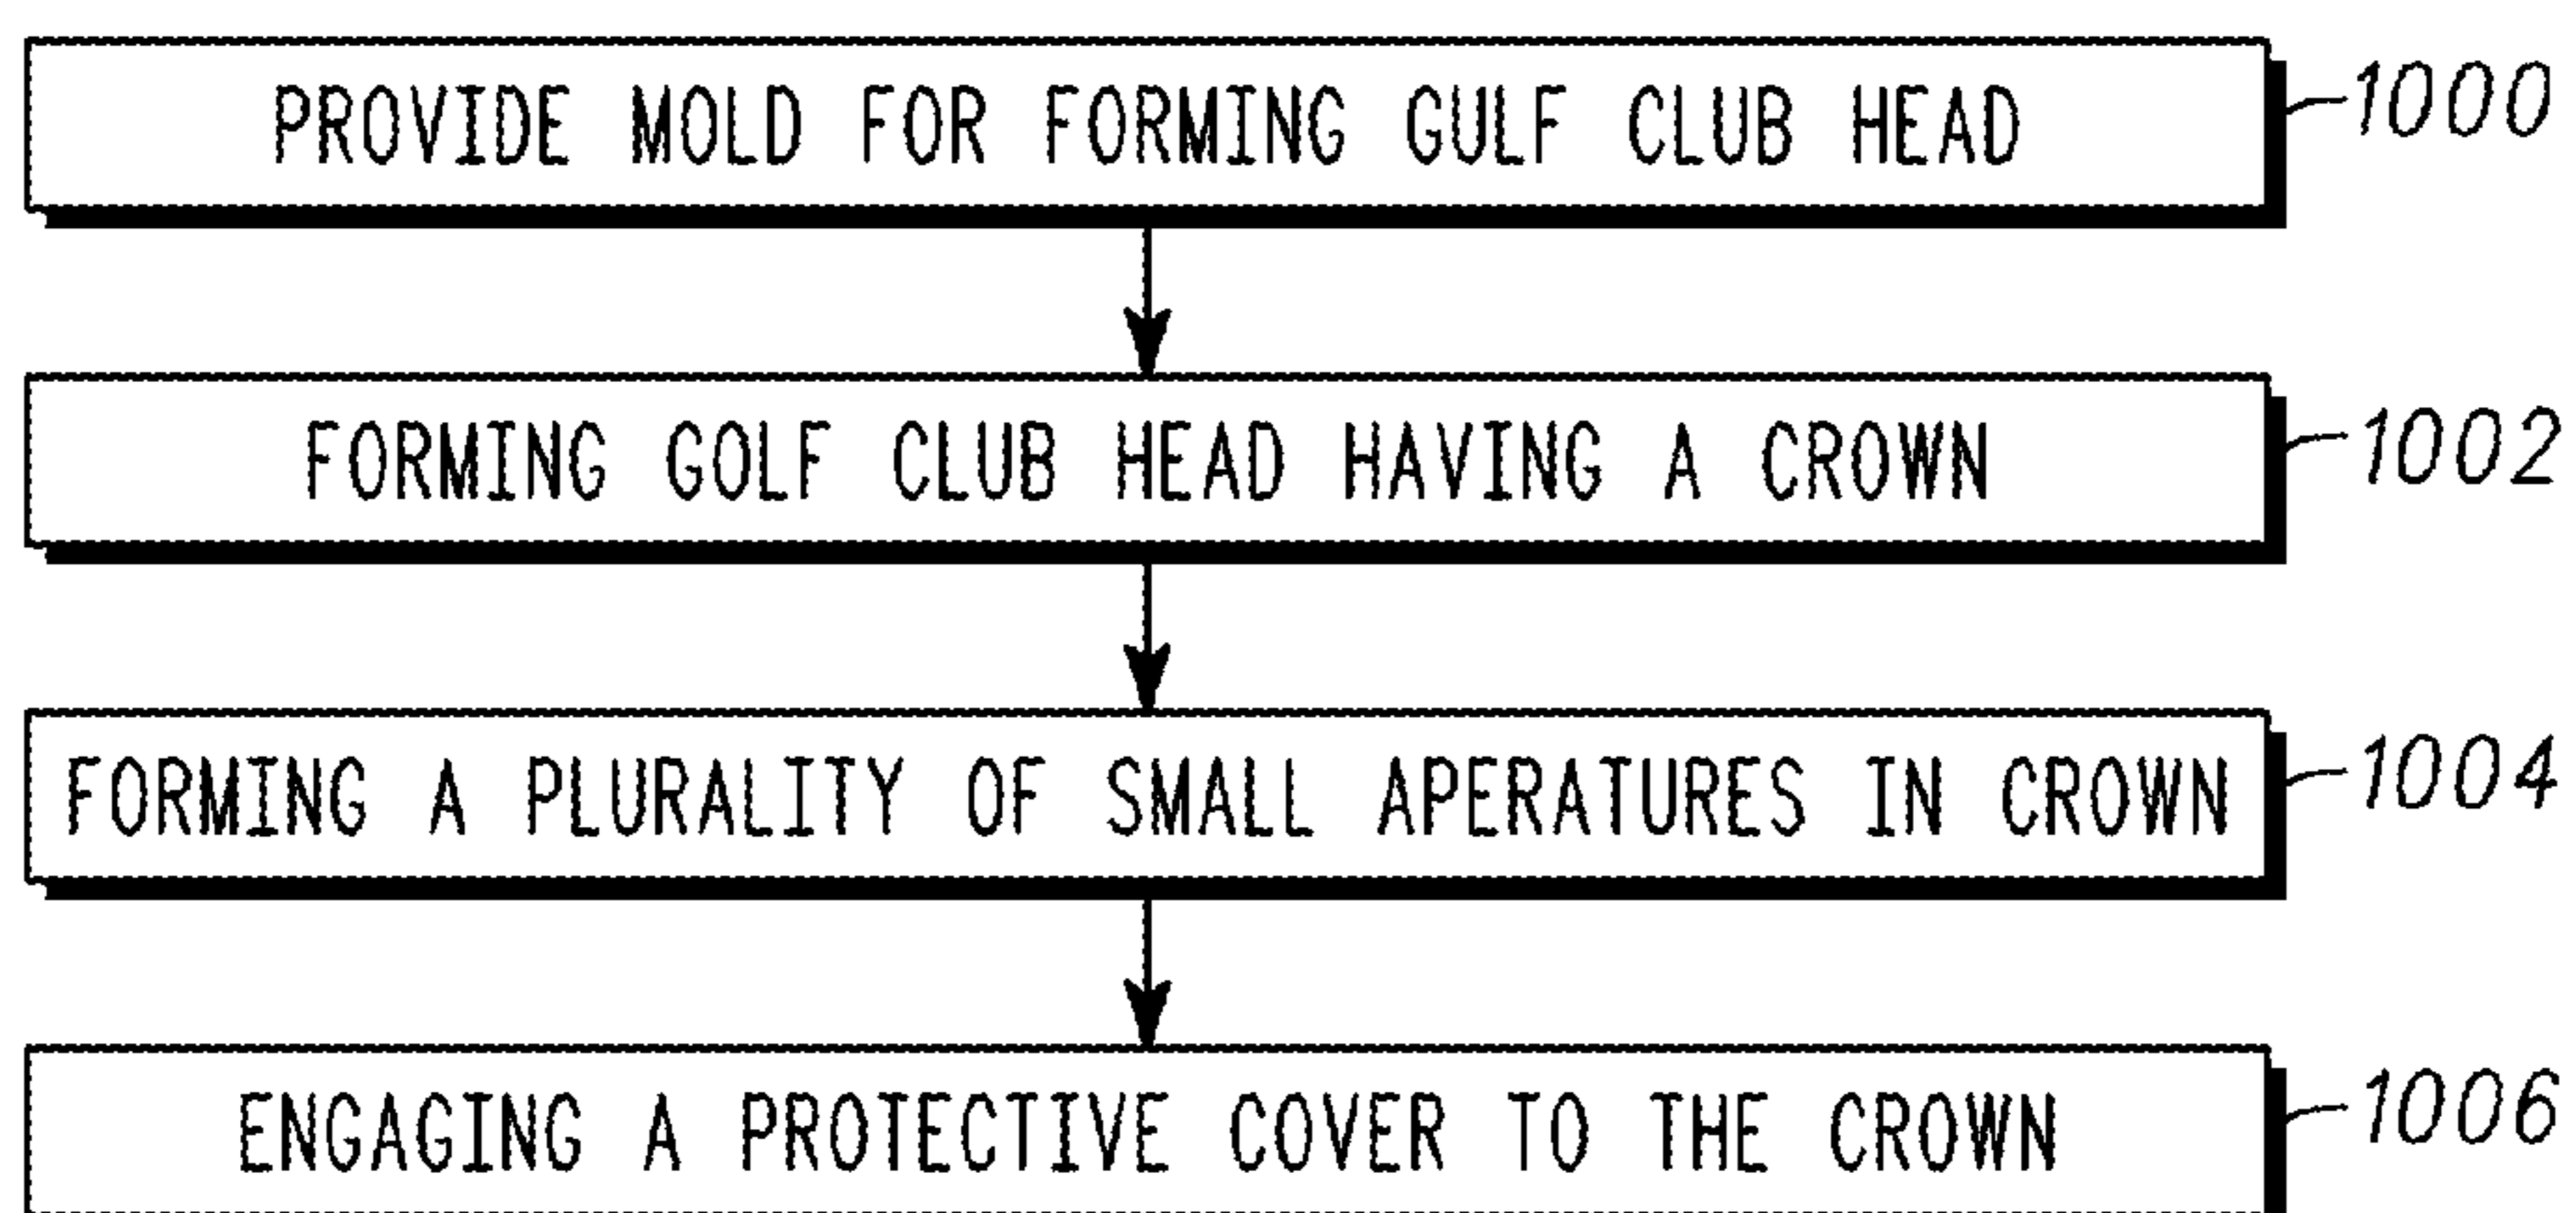 PROVIDE MOLD FOR FORMING GULF CLUB HEAD 1000
FORMING GOLF CLUB HEAD HAVING A CROWN 1002
FORMING A PLURALITY OF SMALL APERATURES IN CROWN 1004
ENGAGING A PROTECTIVE COVER TO THE CROWN 1006